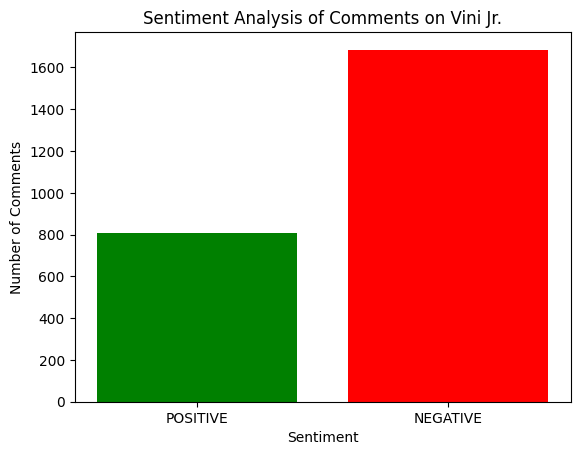 Sentiment Analysis of Comments on Vini Jr.
Number of Comments
1600
1400
1200
1000
800
600
400
200
0
POSITIVE NEGATIVE
Sentiment